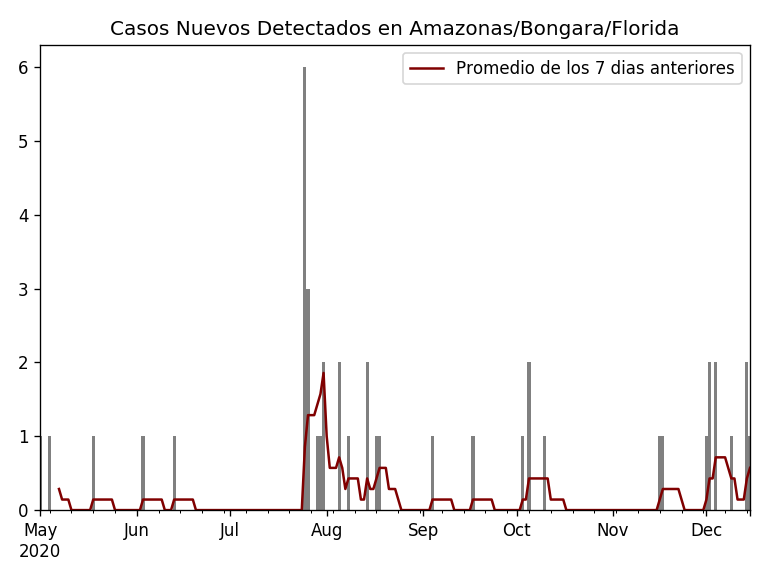 Casos Nuevos Detectados en Amazonas/Bongara/Florida
Promedio de los 7 dias anteriores
6
5
4
3
2
1
0
May Jun Jul Aug Sep Oct Nov Dec
2020